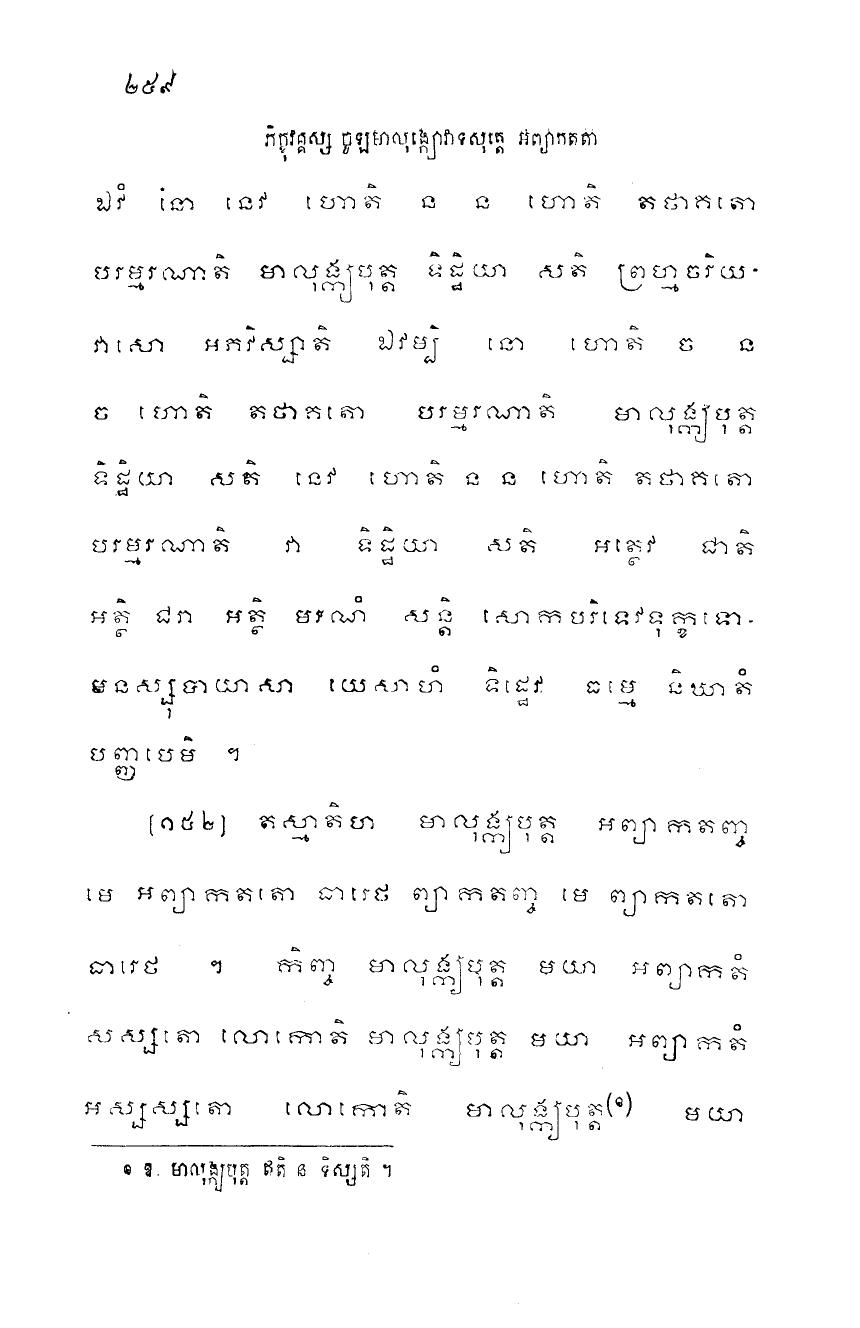 ២៥៩
ភិក្ខុវគ្គស្ស ចូឡមាលុង្ក្យោវាទសុត្តេ អព្យាកតតា
ឯវំ នោ នេវ ហោតិ ន ន ហោតិ តថាគតោ
បរម្មរណាតិ មាលុង្ក្យបុត្ត ទិដ្ឋិយា សតិ ព្រហ្មចរិយ-
វាសោ អភវិស្សាតិ ឯវម្បិ នោ ហោតិ ច ន
ច ហោតិ តថាគតោ បរម្មរណាតិ មាលុង្ក្យបុត្ត
ទិដ្ឋិយា សតិ នេវ ហោតិ ន ន ហោតិ តថាគតោ
បរម្មរណាតិ វា ទិដ្ឋិយា សតិ អត្ថេវ ជាតិ
អត្ថិ ជរា អត្ថិ មរណំ សន្តិ សោកបរិទេវទុក្ខទោ-
មនស្សុបាយាសា យេសាហំ ទិដ្ឋេវ ធម្មេ និឃាតំ
បញ្ញបេមិ ។
[១៥២] តស្មាតិហ មាលុង្ក្យបុត្ត អព្យាកតញ្ច
មេ អព្យាកតតោ ធារេថ ព្យាកតញ្ច មេ ព្យាកតតោ
ធារេថ ។ កិញ្ច មាលុង្ក្យបុត្ត មយា អព្យាកតំ
សស្សតោ លោកោតិ មាលុង្ក្យបុត្ត មយា អព្យាកតំ
អស្សស្សតោ លោកោតិ មាលុង្ក្យបុត្ត(១) មយា
១ ឱ. មាលុង្ក្យបុត្ត ឥតិ ន ទិស្សតិ ។